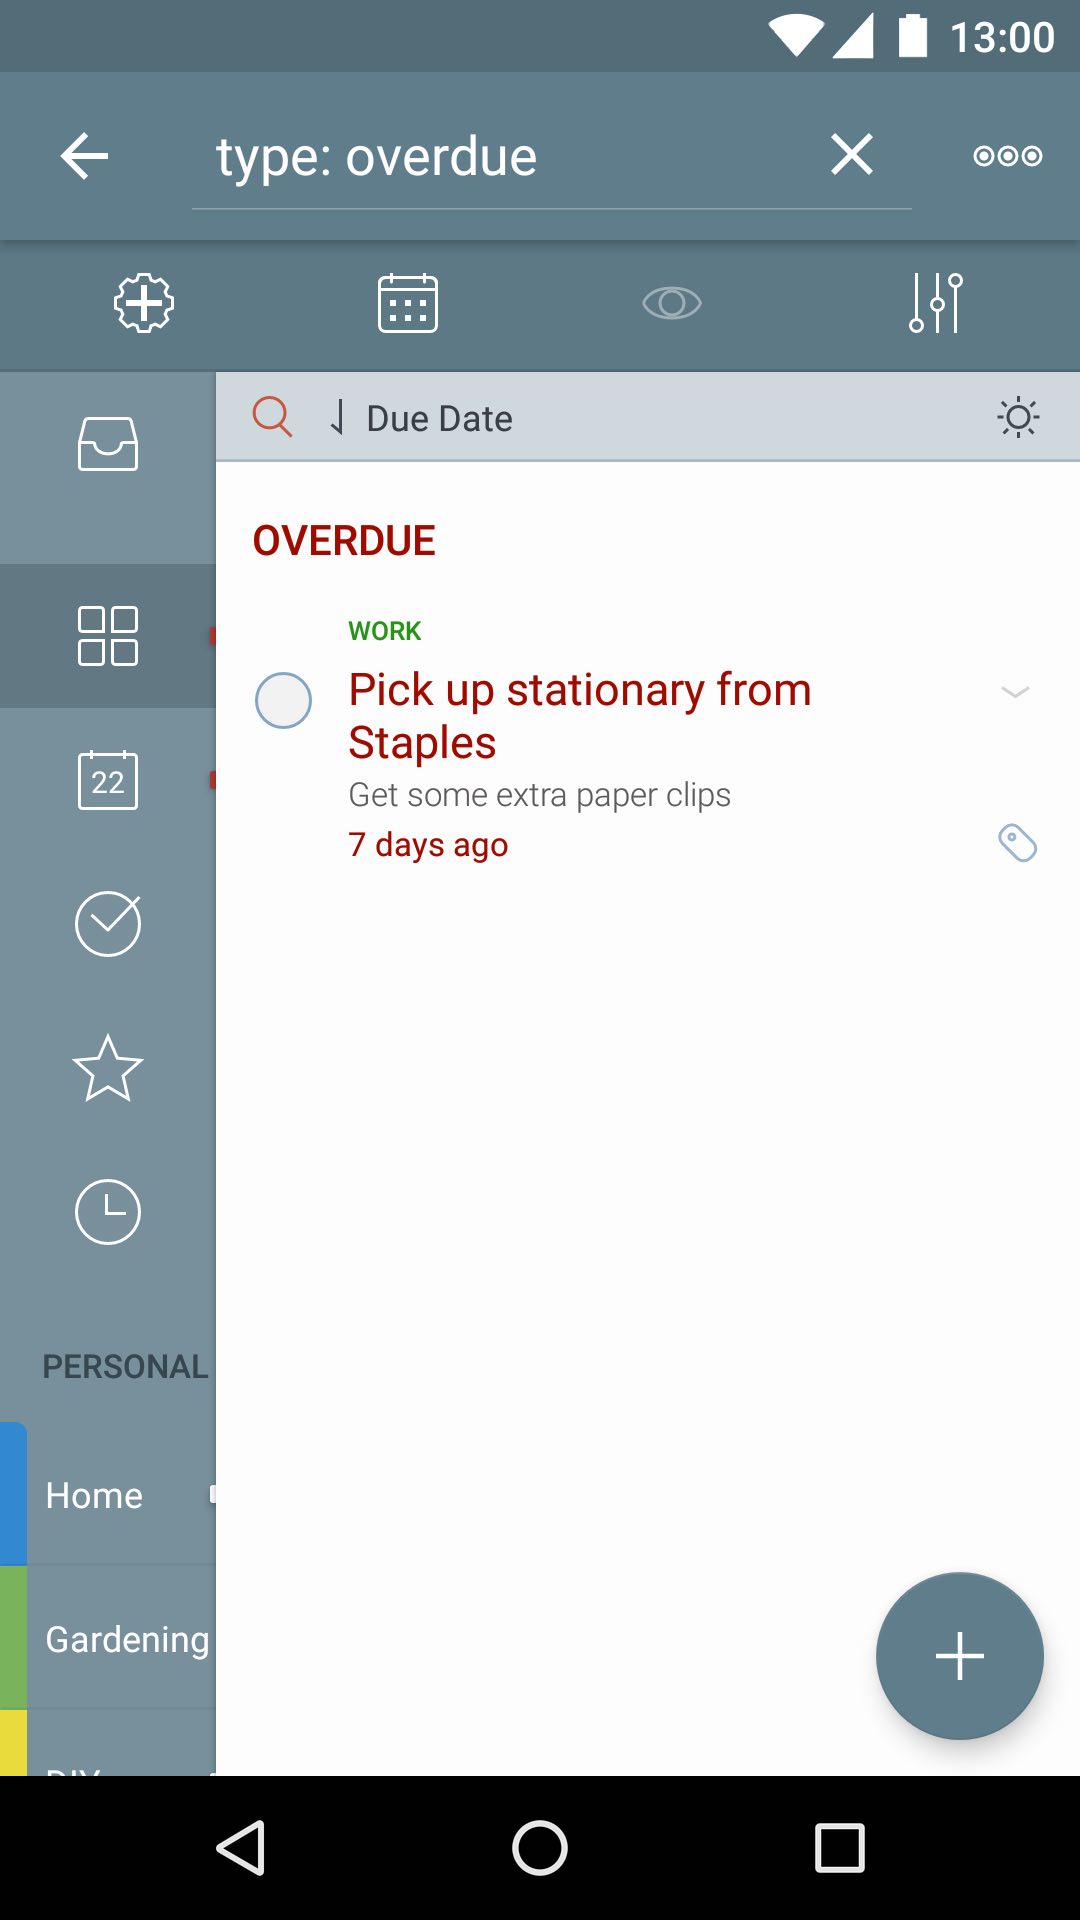 13:00
type: overdue
Due Date
OVERDUE
WORK
Pick up stationary from
Staples
Get some extra paper clips
7 days ago
22
PERSONAL
Home
Gardening
DIY